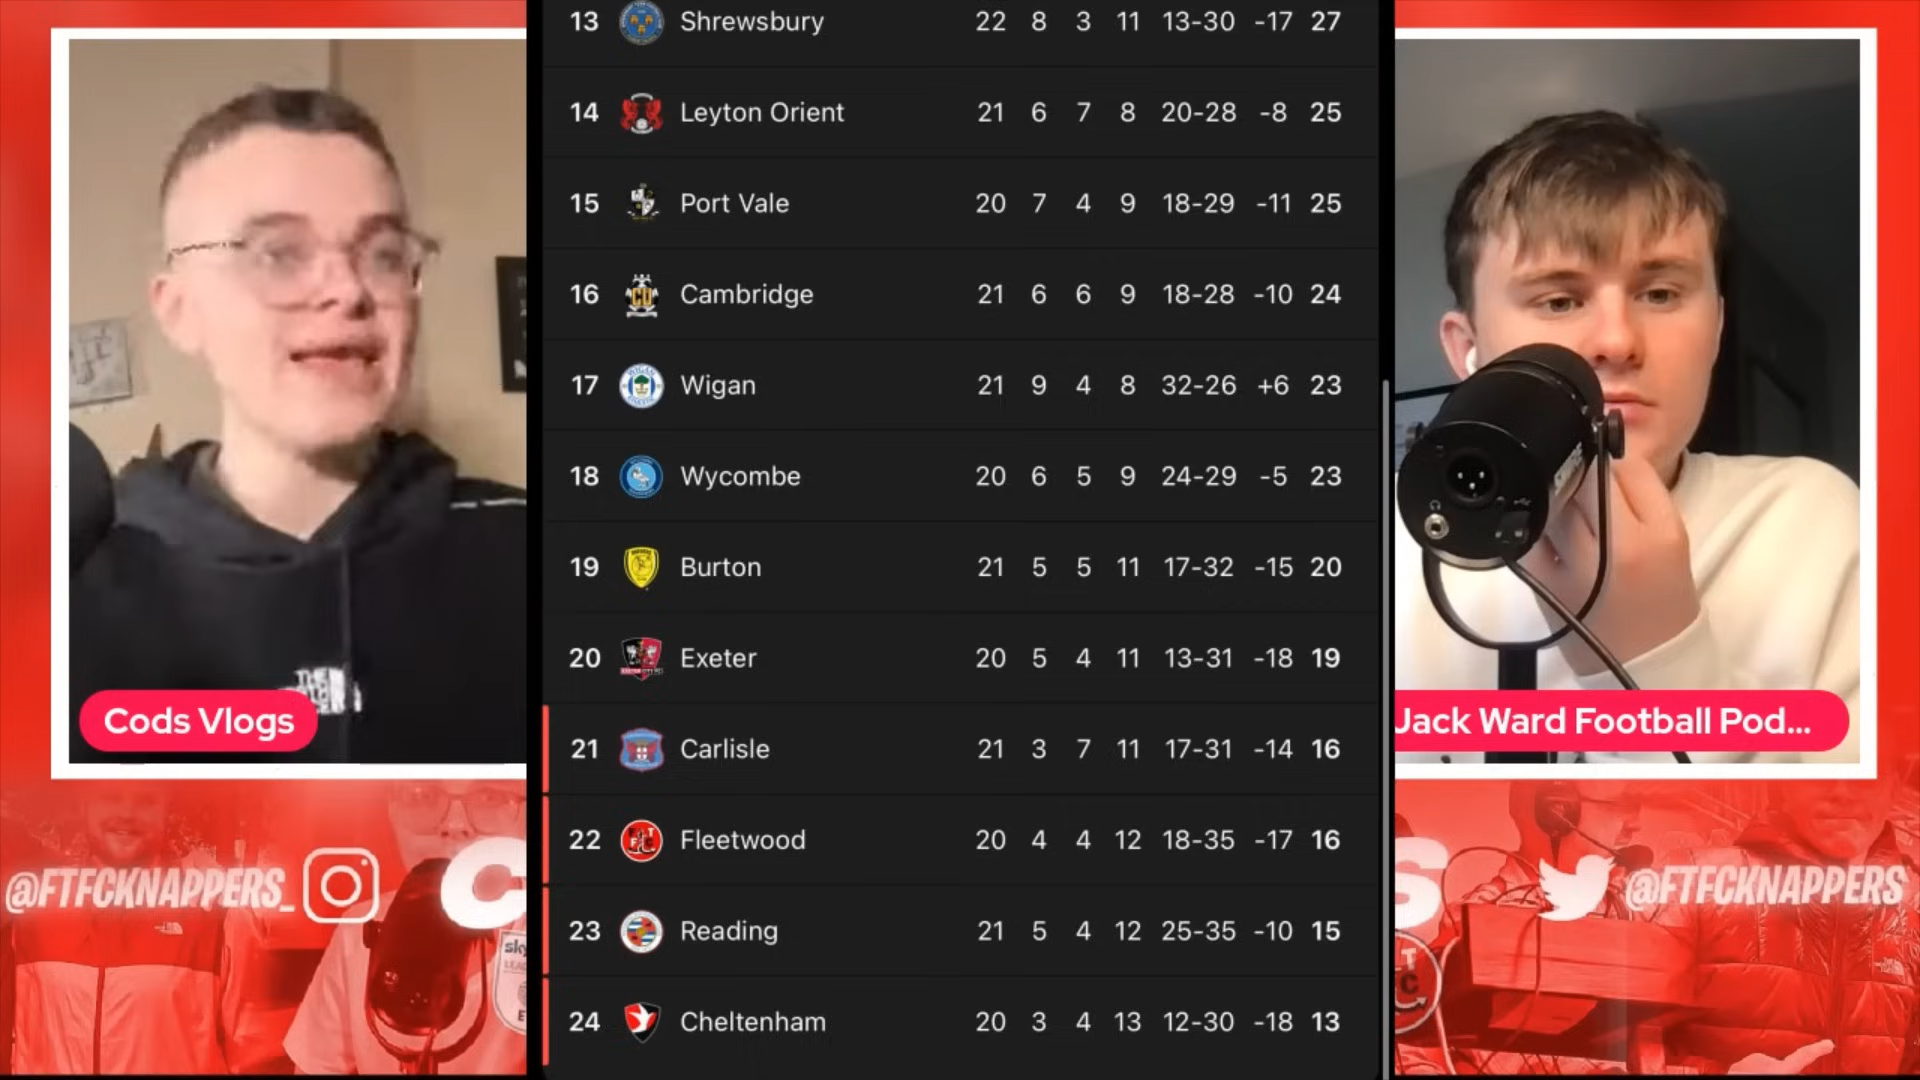 13 Shrewsbury 22 8 3 11 13-30 -17 27
14 Leyton Orient 21 6 7 8 20-28 -8 25
15 Port Vale 20 7 4 9 18-29 -11 25
16 Cambridge 21 6 6 9 18-28 -10 24
17 Wigan 21 9 4 8 32-26 +6 23
18 Wycombe 20 6 5 9 24-29 -5 23
19 Burton 21 5 5 11 17-32 -15 20
20 Exeter 20 5 4 11 13-31 -18 19
21 Carlisle 21 3 7 11 17-31 -14 16
22 Fleetwood 20 4 4 12 18-35 -17 16
23 Reading 21 5 4 12 25-35 -10 15
24 Cheltenham 20 3 4 13 12-30 -18 13
Cods Vlogs
Jack Ward Football Pod...
@FTFCKNAPPERS_
@FTFCKNAPPERS